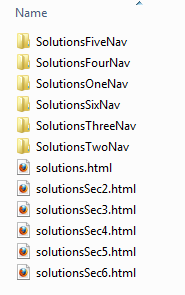 Name
SolutionsFiveNav
SolutionsFourNav
SolutionsOneNav
SolutionsSixNav
SolutionsThreeNav
SolutionsTwoNav
solutions.html
solutionsSec2.html
solutionsSec3.html
solutionsSec4.html
solutionsSec5.html
solutionsSec6.html